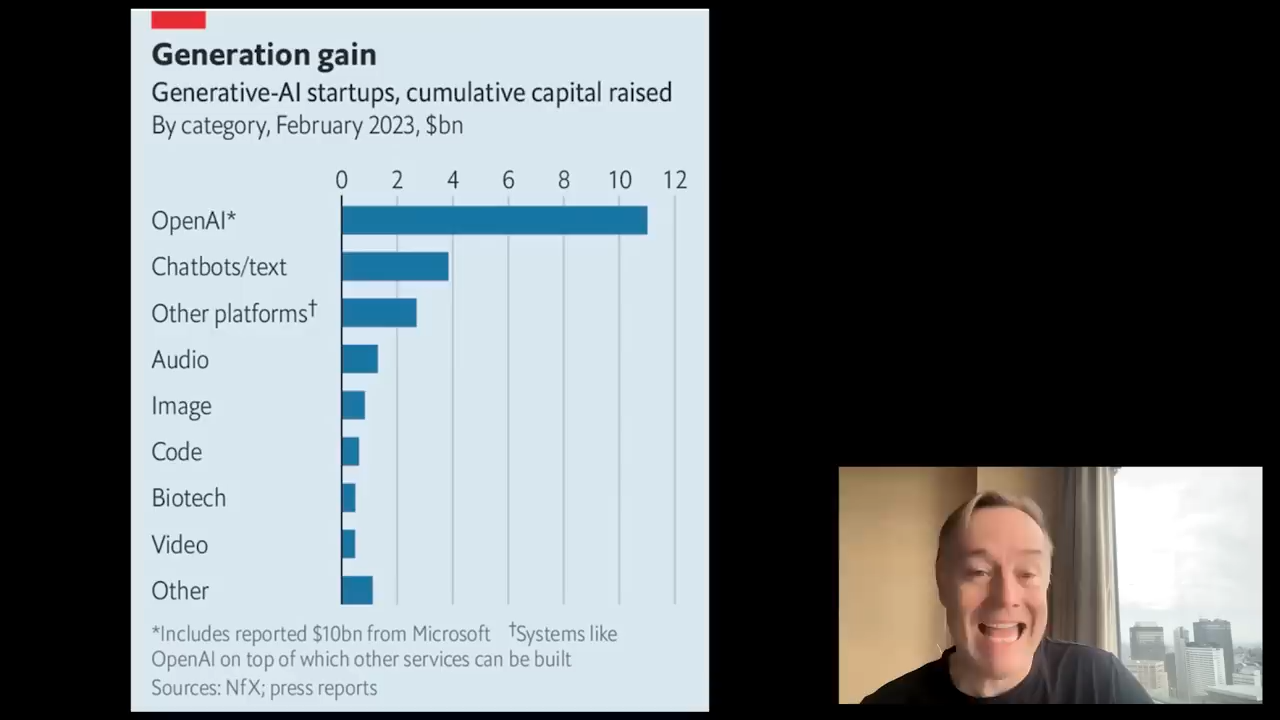 Generation gain
Generative-AI startups, cumulative capital raised
By category, February 2023, $bn
0 2 4 6 8 10 12
OpenAI*
Chatbots/text
Other platforms†
Audio
Image
Code
Biotech
Video
Other
*Includes reported $10bn from Microsoft †Systems like
OpenAI on top of which other services can be built
Sources: NfX; press reports